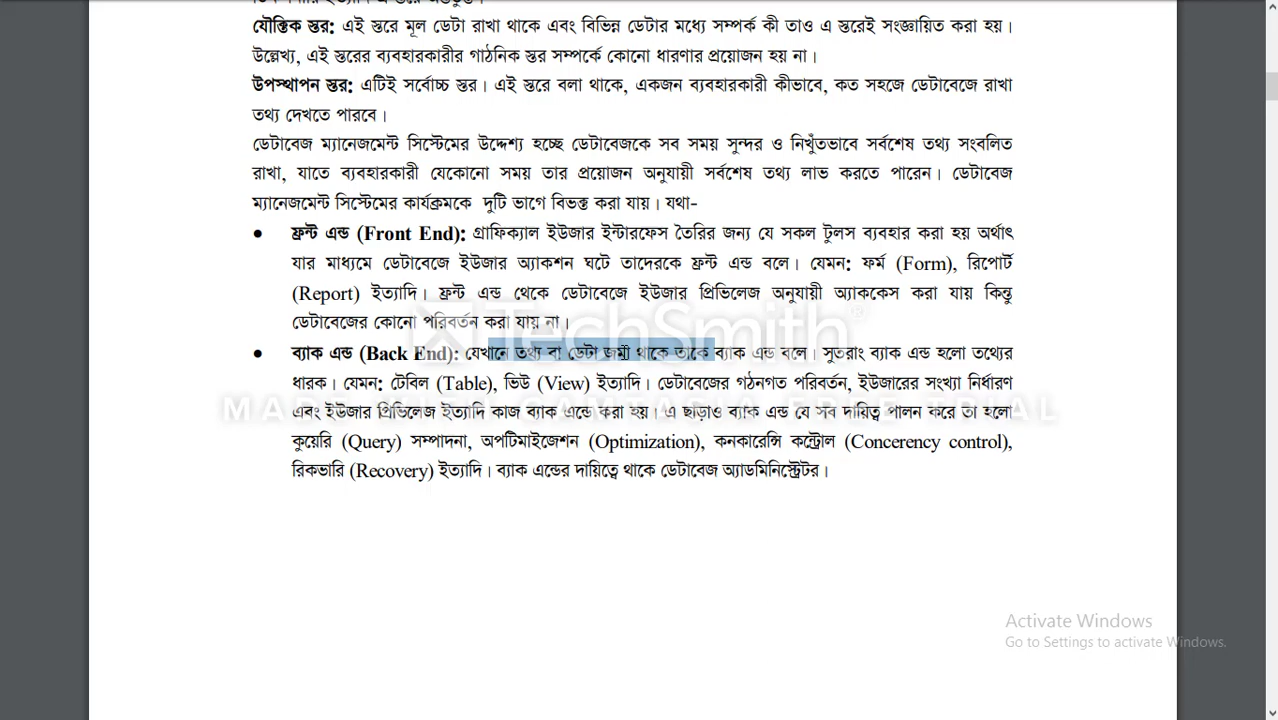 যৌক্তিক স্তর: এই স্তরে মূল ডেটা রাখা থাকে এবং বিভিন্ন ডেটার মধ্যে সম্পর্ক কী তাও এ স্তরেই সংজ্ঞায়িত করা হয়।
উল্লেখ্য, এই স্তরের ব্যবহারকারীর গাঠনিক স্তর সম্পর্কে কোনো ধারণার প্রয়োজন হয় না।
উপস্থাপন স্তর: এটিই সর্বোচ্চ স্তর। এই স্তরে বলা থাকে, একজন ব্যবহারকারী কীভাবে, কত সহজে ডেটাবেজে রাখা
তথ্য দেখতে পারবে।
ডেটাবেজ ম্যানেজমেন্ট সিস্টেমের উদ্দেশ্য হচ্ছে ডেটাবেজকে সব সময় সুন্দর ও নিখুঁতভাবে সর্বশেষ তথ্য সংবলিত
রাখা, যাতে ব্যবহারকারী যেকোনো সময় তার প্রয়োজন অনুযায়ী সর্বশেষ তথ্য লাভ করতে পারেন। ডেটাবেজ
ম্যানেজমেন্ট সিস্টেমের কার্যক্রমকে দুটি ভাগে বিভক্ত করা যায়। যথা-
• ফ্রন্ট এন্ড (Front End): গ্রাফিক্যাল ইউজার ইন্টারফেস তৈরির জন্য যে সকল টুলস ব্যবহার করা হয় অর্থাৎ
যার মাধ্যমে ডেটাবেজে ইউজার অ্যাকশন ঘটে তাদেরকে ফ্রন্ট এন্ড বলে। যেমন: ফর্ম (Form), রিপোর্ট
(Report) ইত্যাদি। ফ্রন্ট এন্ড থেকে ডেটাবেজে ইউজার প্রিভিলেজ অনুযায়ী অ্যাককেস করা যায় কিন্তু
ডেটাবেজের কোনো পরিবর্তন করা যায় না।
TechSmith®
• ব্যাক এন্ড (Back End): যেখানে তথ্য বা ডেটা জমা থাকে তাকে ব্যাক এন্ড বলে। সুতরাং ব্যাক এন্ড হলো তথ্যের
ধারক। যেমন: টেবিল (Table), ভিউ (View) ইত্যাদি। ডেটাবেজের গঠনগত পরিবর্তন, ইউজারের সংখ্যা নির্ধারণ
এবং ইউজার প্রিভিলেজ ইত্যাদি কাজ ব্যাক এন্ডে করা হয়। এ ছাড়াও ব্যাক এন্ড যে সব দায়িত্ব পালন করে তা হলো
MADE WITH CAMTASIA FREE TRIAL
কুয়েরি (Query) সম্পাদনা, অপটিমাইজেশন (Optimization), কনকারেন্সি কন্ট্রোল (Concerency control),
রিকভারি (Recovery) ইত্যাদি। ব্যাক এন্ডের দায়িত্বে থাকে ডেটাবেজ অ্যাডমিনিস্ট্রেটর।
Activate Windows
Go to Settings to activate Windows.